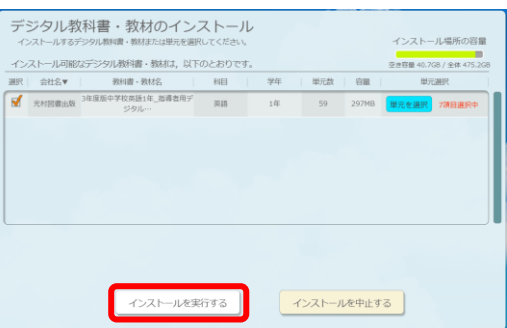 デジタル教科書・教材のインストール
インストールするデジタル教科書・教材または単元を選択してください。
インストール場所の容量
インストール可能なデジタル教科書・教材は、以下のとおりです。
空き容量 40.7GB / 全体 475.2GB
選択 会社名▼ 教科書・教材名 科目 学年 単元数 容量 単元選択
光村図書出版 0年度版中学校英語1年_指導者用デジタル… 英語 1年 59 297MB 単元を選択 7項目選択中
インストールを実行する インストールを中止する